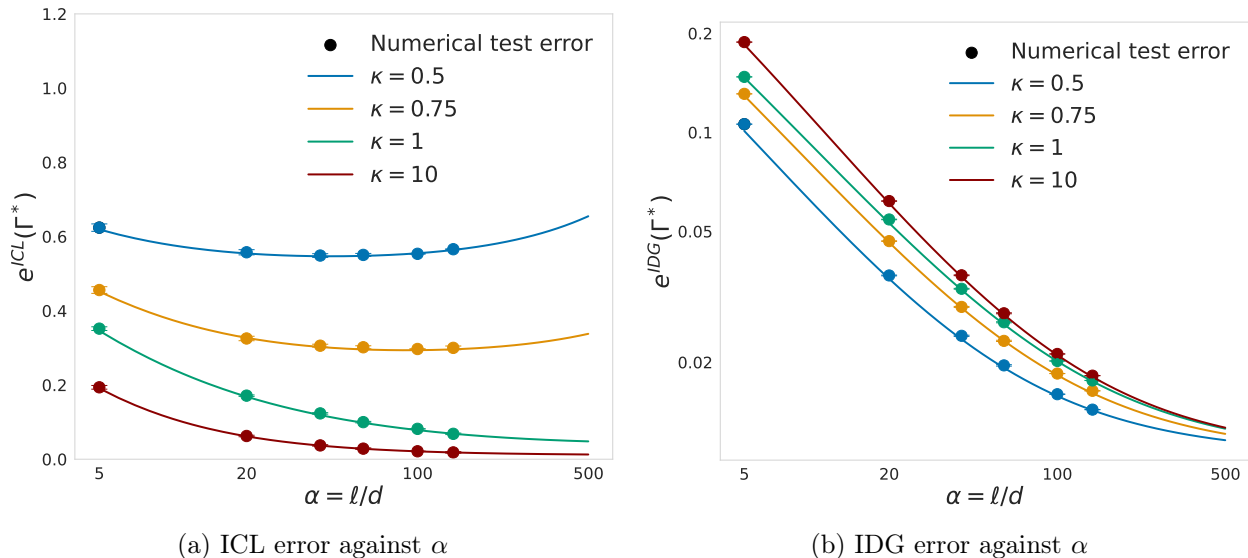 1.2
1.0
0.8
0.6
0.4
0.2
0.0
e^{ICL}(Γ*)
Numerical test error
κ = 0.5
κ = 0.75
κ = 1
κ = 10
5 20 100 500
α = ℓ/d
(a) ICL error against α
0.2
0.1
0.05
0.02
e^{IDG}(Γ*)
Numerical test error
κ = 0.5
κ = 0.75
κ = 1
κ = 10
5 20 100 500
α = ℓ/d
(b) IDG error against α